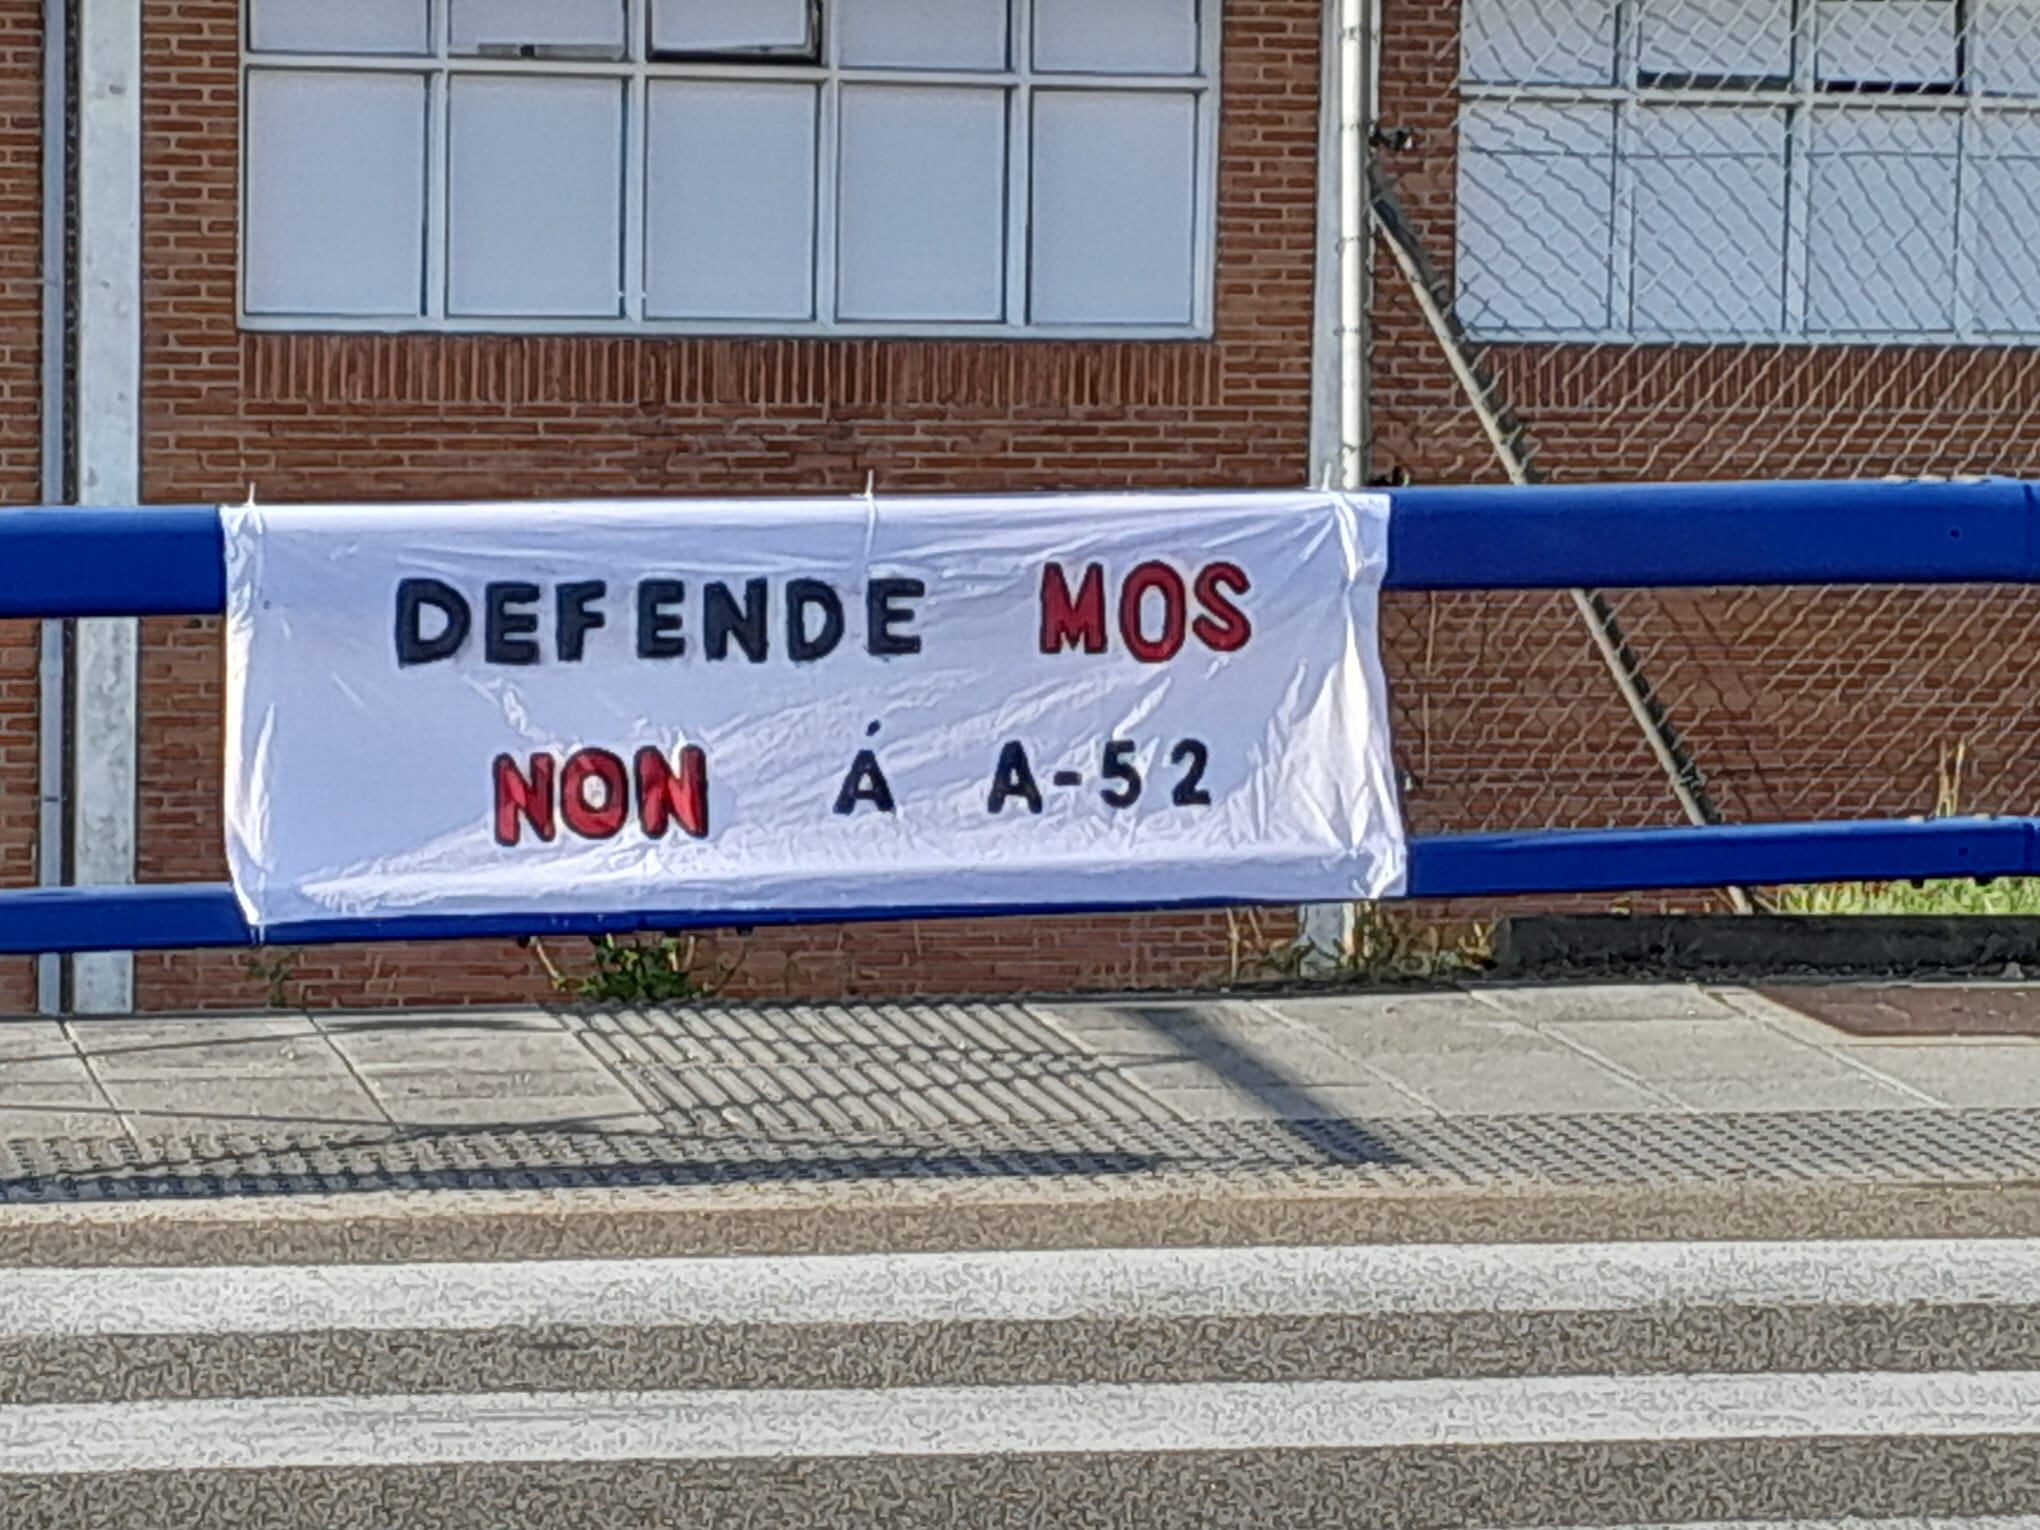 DEFENDE MOS
NON Á A-52